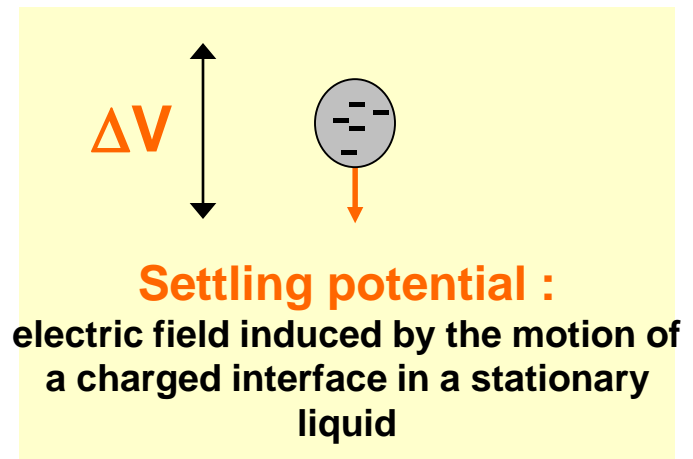 ΔV
Settling potential :
electric field induced by the motion of
a charged interface in a stationary
liquid